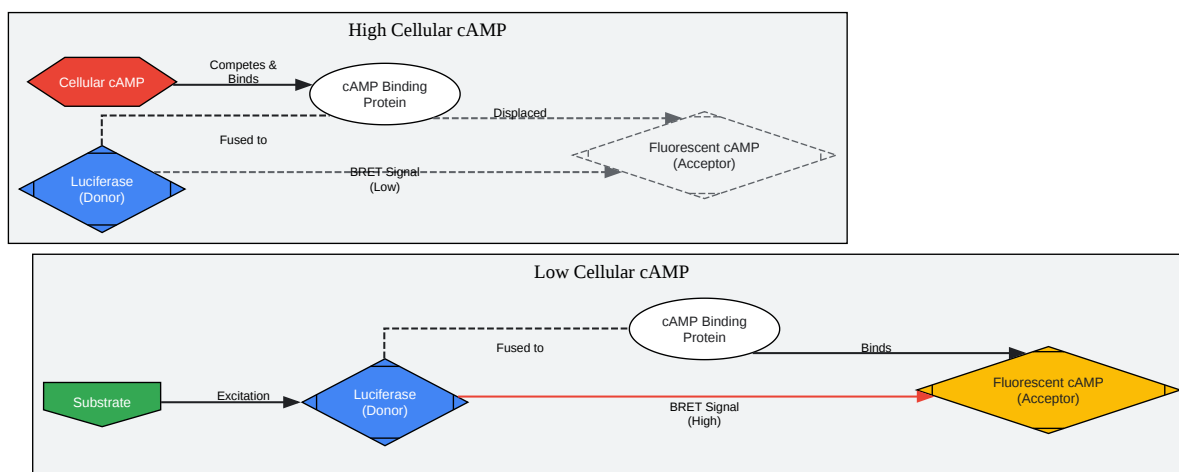 High Cellular cAMP
Cellular cAMP
Competes &
Binds
cAMP Binding
Protein
Displaced
Fused to
Fluorescent cAMP
(Acceptor)
Luciferase
(Donor)
BRET Signal
(Low)
Low Cellular cAMP
cAMP Binding
Protein
Fused to
Binds
Substrate
Excitation
Luciferase
(Donor)
BRET Signal
(High)
Fluorescent cAMP
(Acceptor)